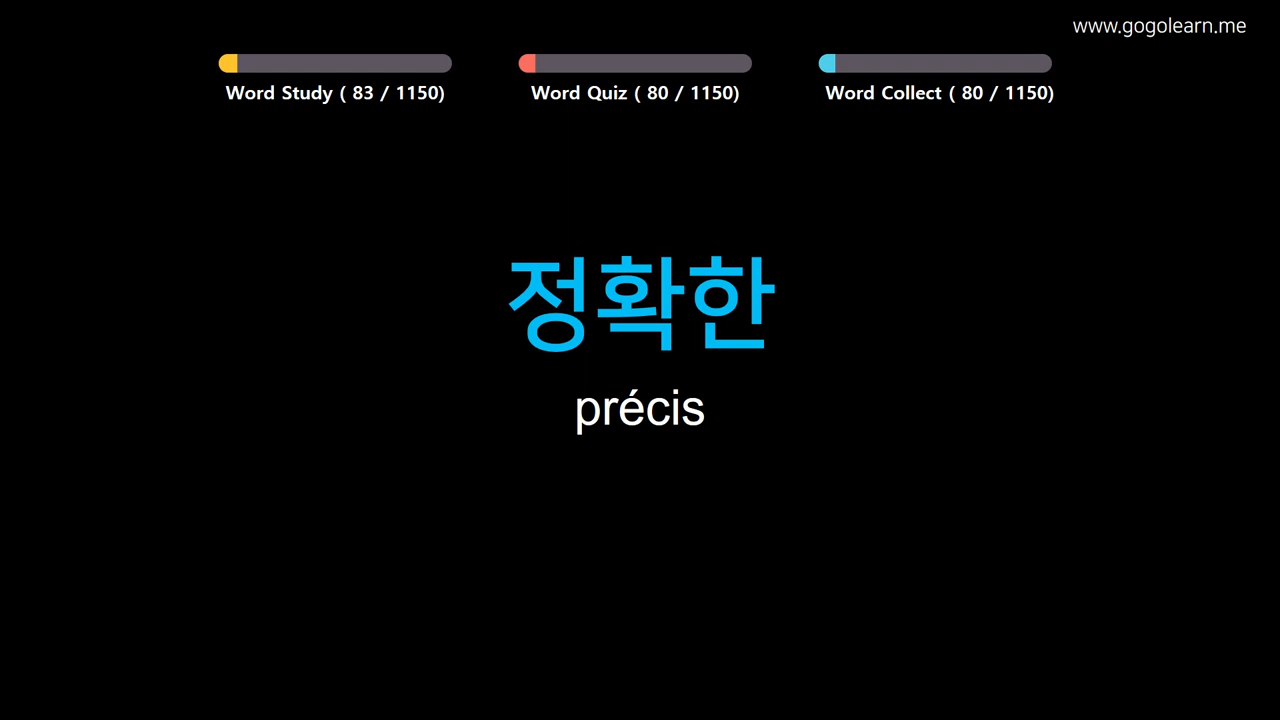 www.gogolearn.me
Word Study ( 83 / 1150)
Word Quiz ( 80 / 1150)
Word Collect ( 80 / 1150)
정확한
précis